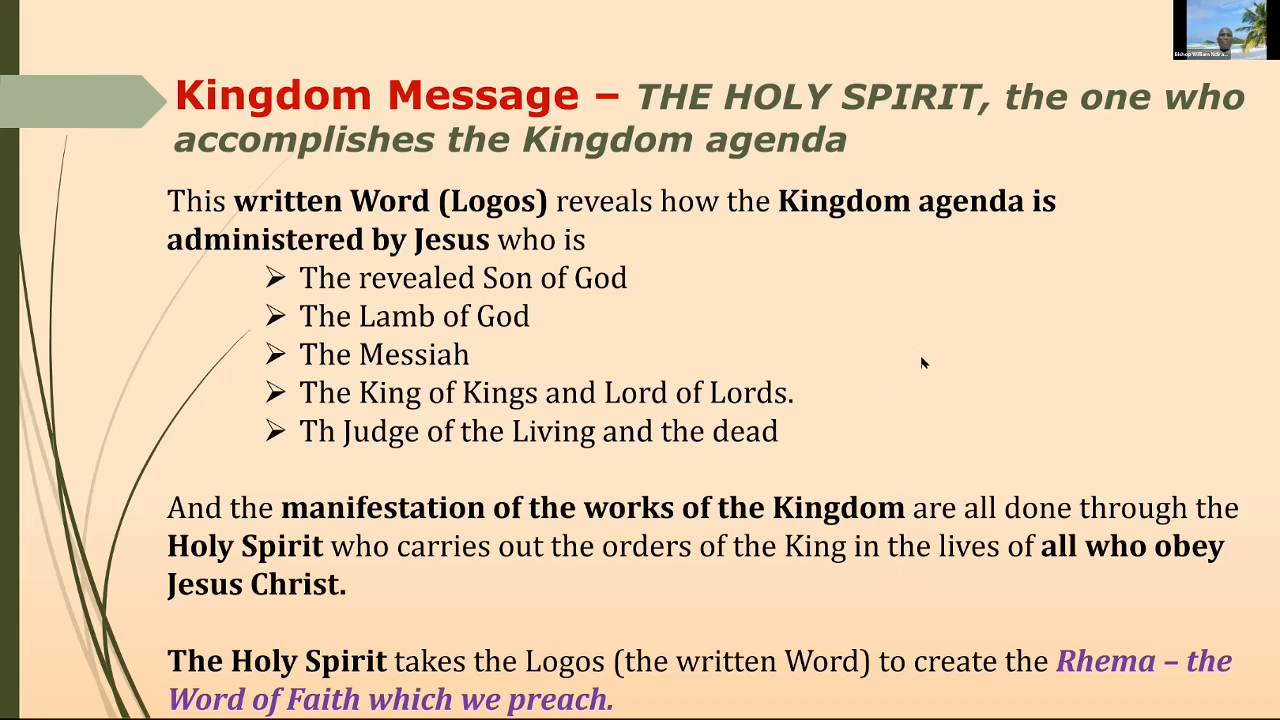 Bishop William
Kingdom Message – THE HOLY SPIRIT, the one who
accomplishes the Kingdom agenda
This written Word (Logos) reveals how the Kingdom agenda is
administered by Jesus who is
➢ The revealed Son of God
➢ The Lamb of God
➢ The Messiah
➢ The King of Kings and Lord of Lords.
➢ Th Judge of the Living and the dead
And the manifestation of the works of the Kingdom are all done through the
Holy Spirit who carries out the orders of the King in the lives of all who obey
Jesus Christ.
The Holy Spirit takes the Logos (the written Word) to create the Rhema – the
Word of Faith which we preach.